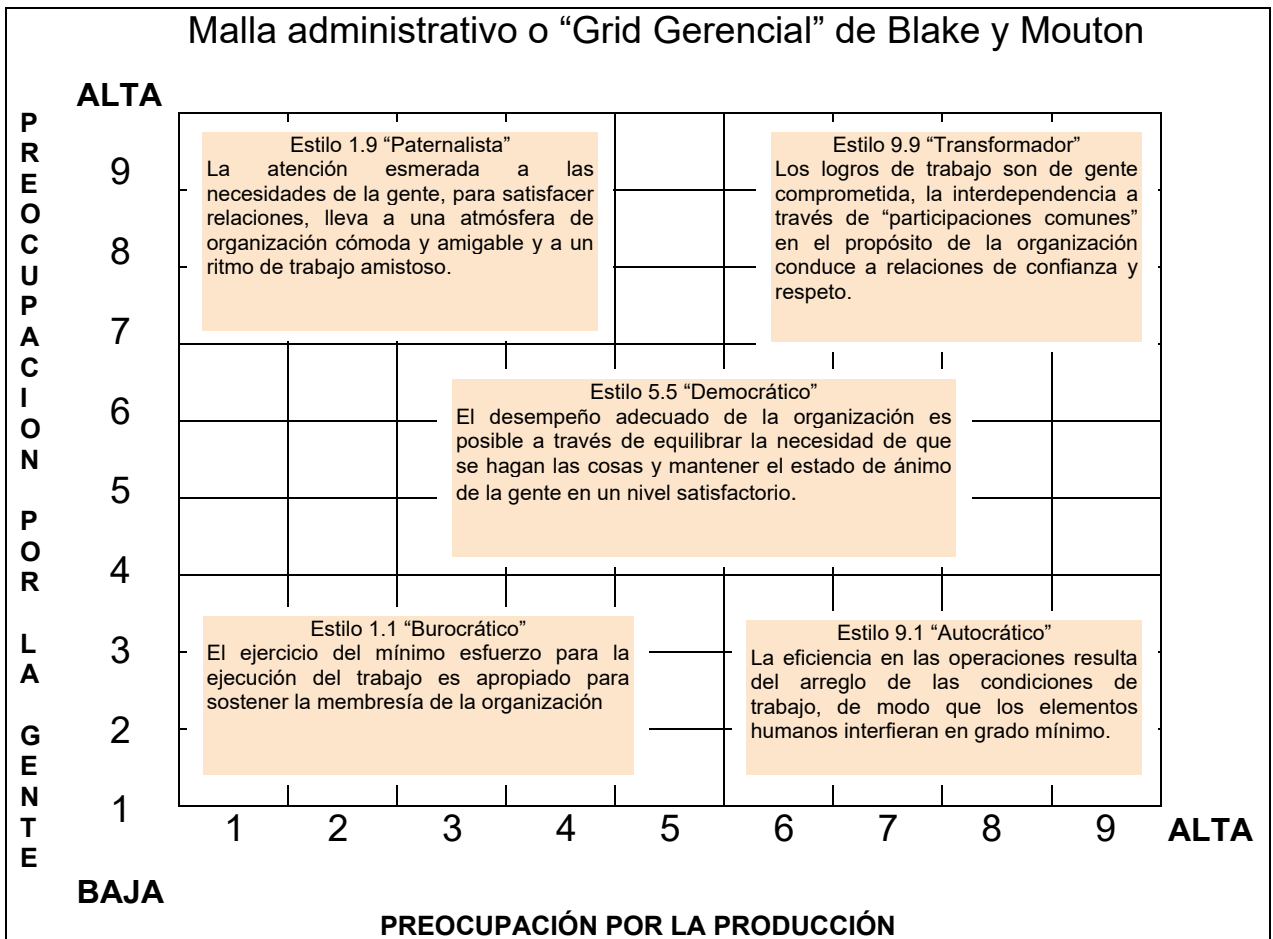 Malla administrativo o “Grid Gerencial” de Blake y Mouton
ALTA
PREOCUPACION POR LA GENTE
9
8
7
6
5
4
3
2
1
Estilo 1.9 “Paternalista”
La atención esmerada a las
necesidades de la gente, para satisfacer
relaciones, lleva a una atmósfera de
organización cómoda y amigable y a un
ritmo de trabajo amistoso.
Estilo 9.9 “Transformador”
Los logros de trabajo son de gente
comprometida, la interdependencia a
través de “participaciones comunes”
en el propósito de la organización
conduce a relaciones de confianza y
respeto.
Estilo 5.5 “Democrático”
El desempeño adecuado de la organización es
posible a través de equilibrar la necesidad de que
se hagan las cosas y mantener el estado de ánimo
de la gente en un nivel satisfactorio.
Estilo 1.1 “Burocrático”
El ejercicio del mínimo esfuerzo para la
ejecución del trabajo es apropiado para
sostener la membresía de la organización
Estilo 9.1 “Autocrático”
La eficiencia en las operaciones resulta
del arreglo de las condiciones de
trabajo, de modo que los elementos
humanos interfieran en grado mínimo.
1 2 3 4 5 6 7 8 9 ALTA
BAJA
PREOCUPACIÓN POR LA PRODUCCIÓN